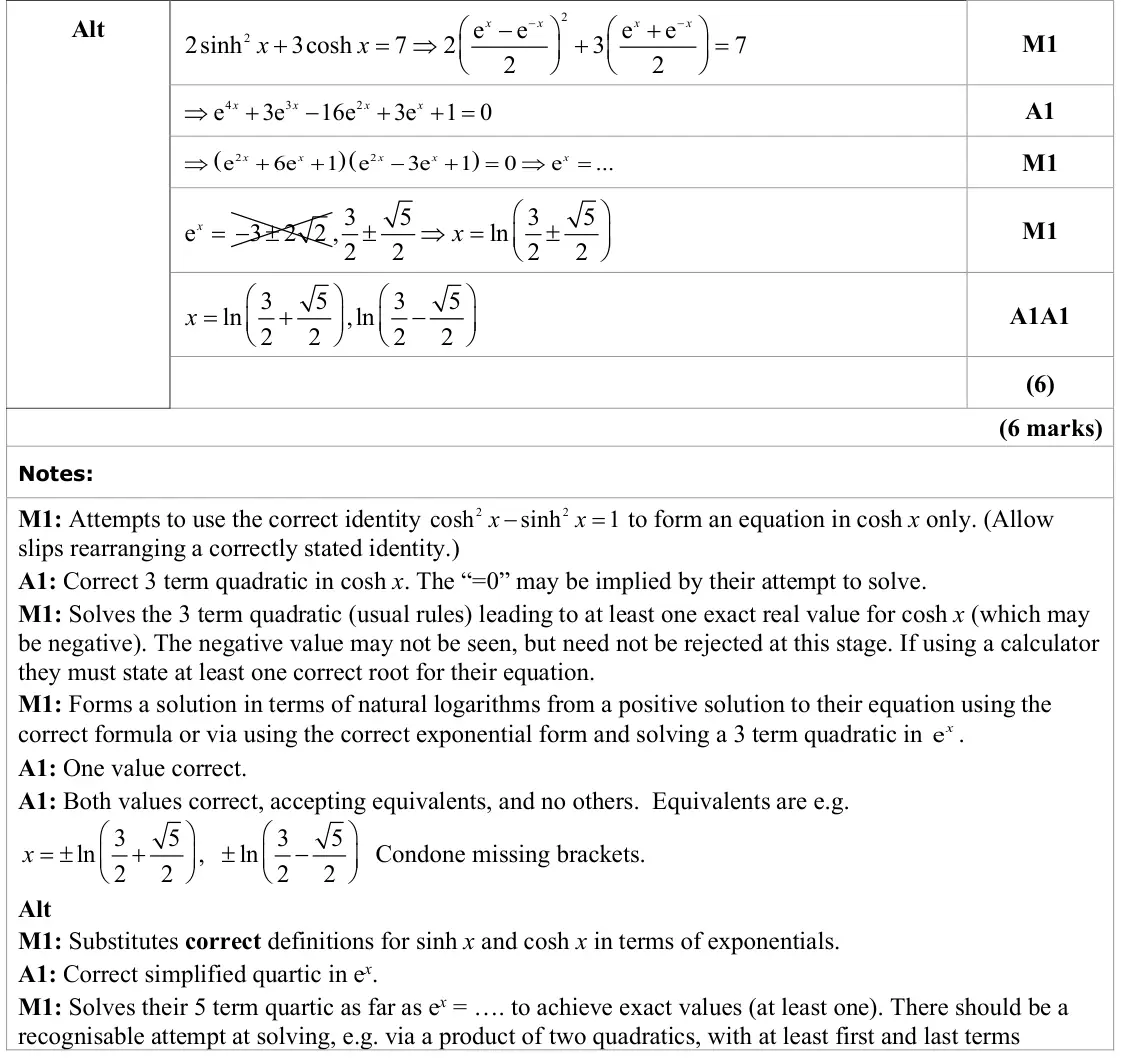 Alt
2 sinh² x + 3 cosh x = 7 ⇒ 2((eˣ − e⁻ˣ)/2)² + 3((eˣ + e⁻ˣ)/2) = 7 M1
⇒ e⁴ˣ + 3e³ˣ − 16e²ˣ + 3eˣ + 1 = 0 A1
⇒ (e²ˣ + 6eˣ + 1)(e²ˣ − 3eˣ + 1) = 0 ⇒ eˣ = ... M1
eˣ = −3 ± 2√2, 3/2 ± √5/2 ⇒ x = ln(3/2 ± √5/2) M1
x = ln(3/2 + √5/2), ln(3/2 − √5/2) A1A1
(6)
(6 marks)
Notes:
M1: Attempts to use the correct identity cosh² x − sinh² x = 1 to form an equation in cosh x only. (Allow
slips rearranging a correctly stated identity.)
A1: Correct 3 term quadratic in cosh x. The “=0” may be implied by their attempt to solve.
M1: Solves the 3 term quadratic (usual rules) leading to at least one exact real value for cosh x (which may
be negative). The negative value may not be seen, but need not be rejected at this stage. If using a calculator
they must state at least one correct root for their equation.
M1: Forms a solution in terms of natural logarithms from a positive solution to their equation using the
correct formula or via using the correct exponential form and solving a 3 term quadratic in eˣ .
A1: One value correct.
A1: Both values correct, accepting equivalents, and no others. Equivalents are e.g.
x = ± ln(3/2 + √5/2), ± ln(3/2 − √5/2) Condone missing brackets.
Alt
M1: Substitutes correct definitions for sinh x and cosh x in terms of exponentials.
A1: Correct simplified quartic in eˣ.
M1: Solves their 5 term quartic as far as eˣ = …. to achieve exact values (at least one). There should be a
recognisable attempt at solving, e.g. via a product of two quadratics, with at least first and last terms